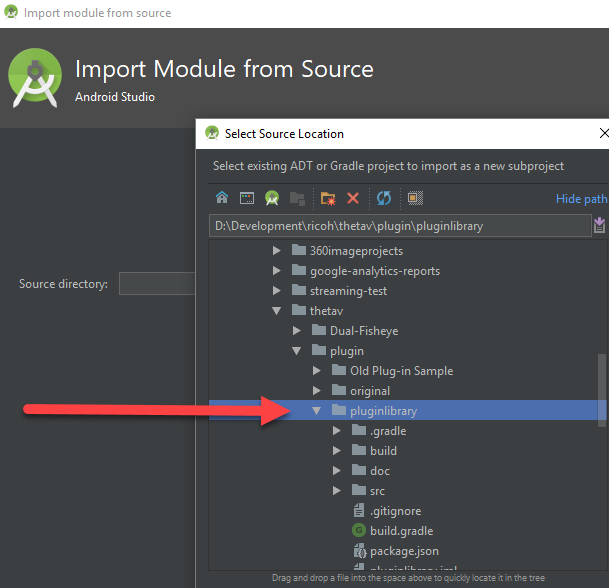 Import module from source
Import Module from Source
Android Studio
Select Source Location
Select existing ADT or Gradle project to import as a new subproject
Hide path
D:\Development\ricoh\thetav\plugin\pluginlibrary
360imageprojects
google-analytics-reports
streaming-test
Source directory:
thetav
Dual-Fisheye
plugin
Old Plug-in Sample
original
pluginlibrary
.gradle
build
doc
src
.gitignore
build.gradle
package.json
pluginlibrary.iml
Drag and drop a file into the space above to quickly locate it in the tree